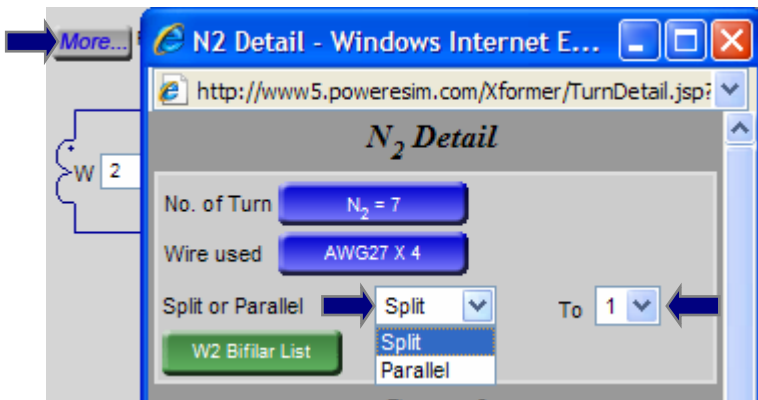 More...
N2 Detail - Windows Internet E...
http://www5.poweresim.com/Xformer/TurnDetail.jsp?
N2 Detail
W 2
No. of Turn N2 = 7
Wire used AWG27 X 4
Split or Parallel Split To 1
W2 Bifilar List
Split
Parallel